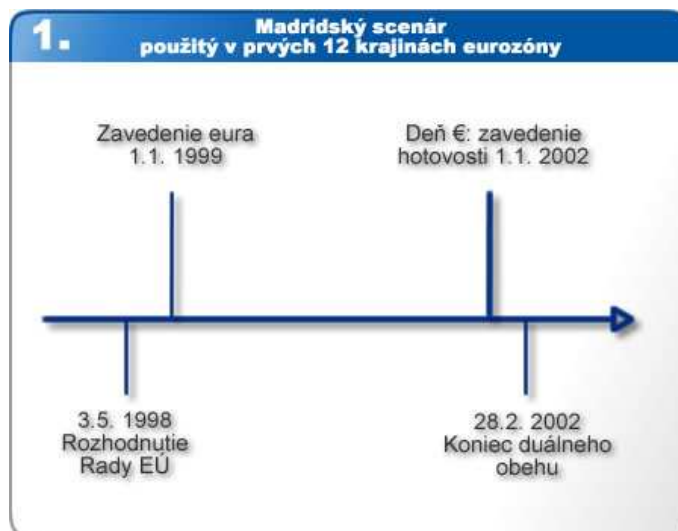 1.
Madridský scenár
použitý v prvých 12 krajinách eurozóny
Zavedenie eura
1.1. 1999
Deň €: zavedenie
hotovosti 1.1. 2002
3.5. 1998
Rozhodnutie
Rady EÚ
28.2. 2002
Koniec duálneho
obehu